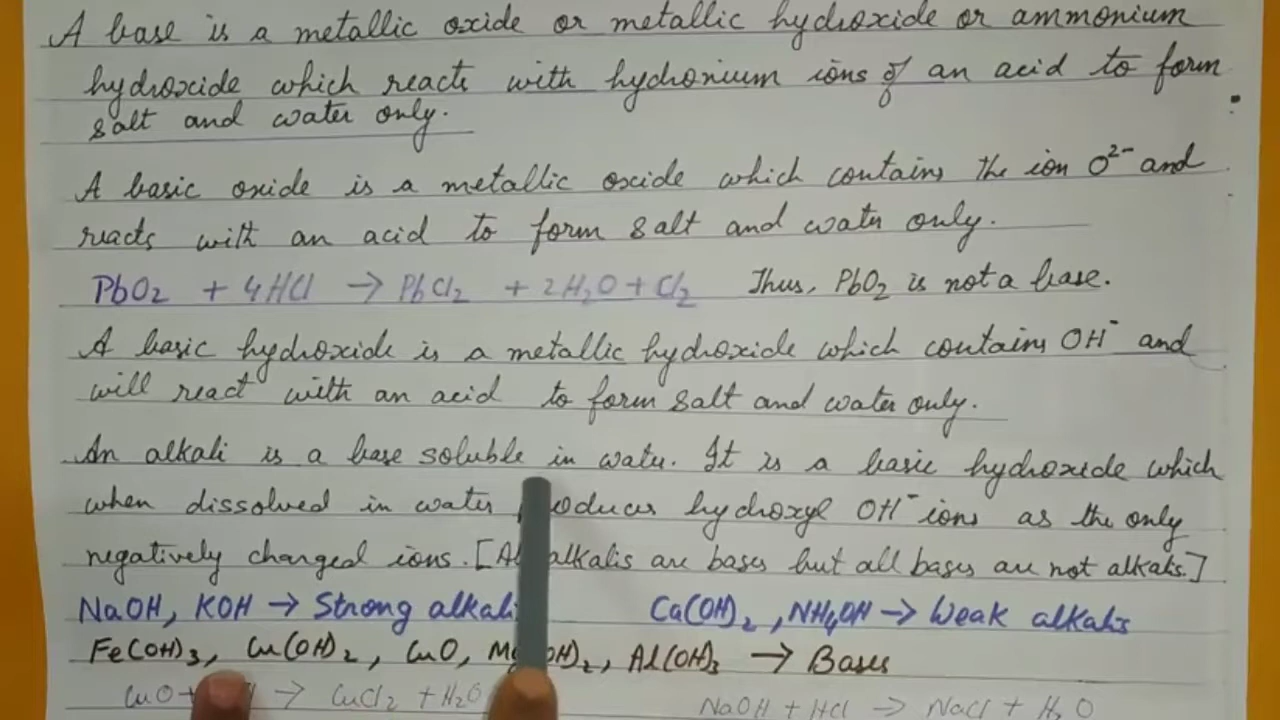 A base is a metallic oxide or metallic hydroxide or ammonium
hydroxide which reacts with hydronium ions of an acid to form
salt and water only.
A basic oxide is a metallic oxide which contains the ion O²⁻ and
reacts with an acid to form salt and water only.
PbO₂ + 4HCl → PbCl₂ + 2H₂O + Cl₂ Thus, PbO₂ is not a base.
A basic hydroxide is a metallic hydroxide which contains OH⁻ and
will react with an acid to form salt and water only.
An alkali is a base soluble in water. It is a basic hydroxide which
when dissolved in water produces hydroxyl OH⁻ ions as the only
negatively changed ions. [All alkalis are bases but all bases are not alkalis.]
NaOH, KOH → Strong alkali Ca(OH)₂, NH₄OH → Weak alkalis
Fe(OH)₃, Cu(OH)₂, CuO, Mg(OH)₂, Al(OH)₃ → Bases
CuO + → CuCl₂ + H₂O NaOH + HCl → NaCl + H₂O